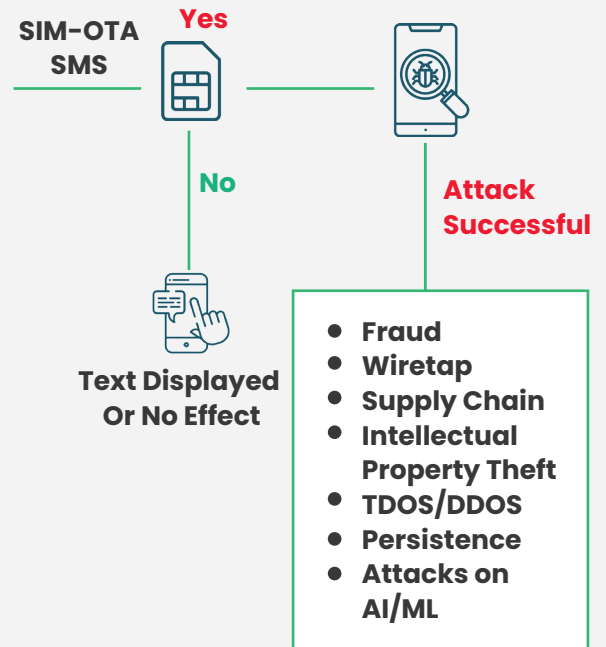 SIM-OTA
SMS
Yes
No
Text Displayed
Or No Effect
Attack
Successful
• Fraud
• Wiretap
• Supply Chain
• Intellectual
Property Theft
• TDOS/DDOS
• Persistence
• Attacks on
AI/ML